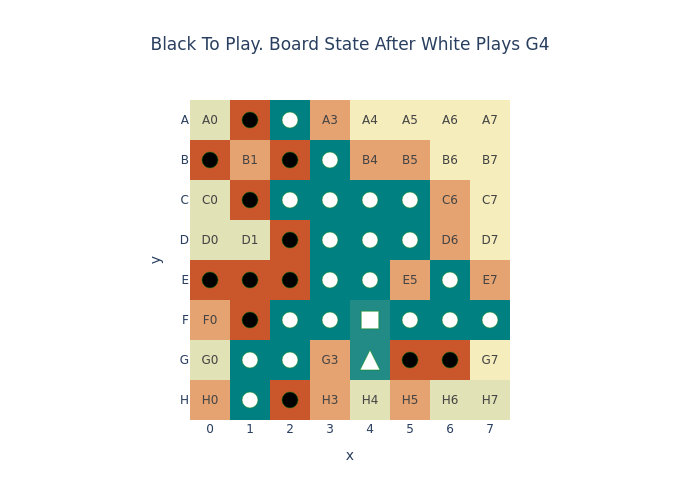 Black To Play. Board State After White Plays G4
A A0 A3 A4 A5 A6 A7
B B1 B4 B5 B6 B7
C C0 C6 C7
D D0 D1 D6 D7
E E5 E7
F F0
G G0 G3 G7
H H0 H3 H4 H5 H6 H7
0 1 2 3 4 5 6 7
x
y